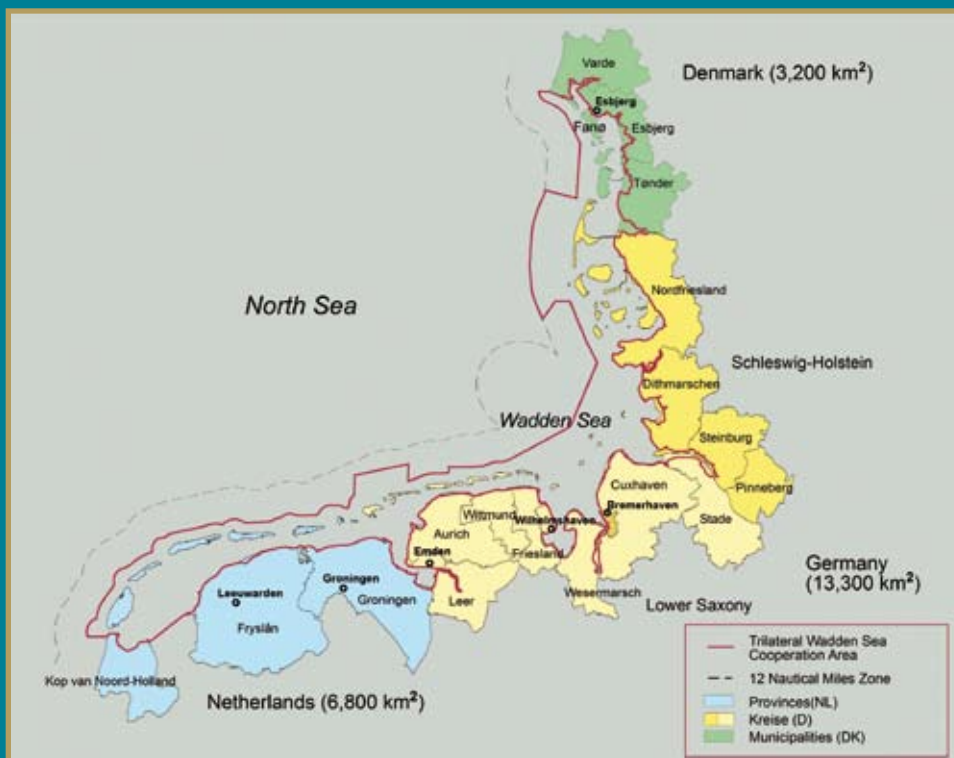 Varde
Denmark (3,200 km²)
Esbjerg
Fanø
Esbjerg
Tønder
North Sea
Nordfriesland
Schleswig-Holstein
Dithmarschen
Wadden Sea
Steinburg
Pinneberg
Cuxhaven
Bremerhaven
Stade
Wittmund
Wilhelmshaven
Aurich
Friesland
Emden
Germany
(13,300 km²)
Wesermarsch
Leer
Lower Saxony
Groningen
Groningen
Leeuwarden
Fryslân
Kop van Noord-Holland
Netherlands (6,800 km²)
Trilateral Wadden Sea
Cooperation Area
12 Nautical Miles Zone
Provinces(NL)
Kreise (D)
Municipalities (DK)